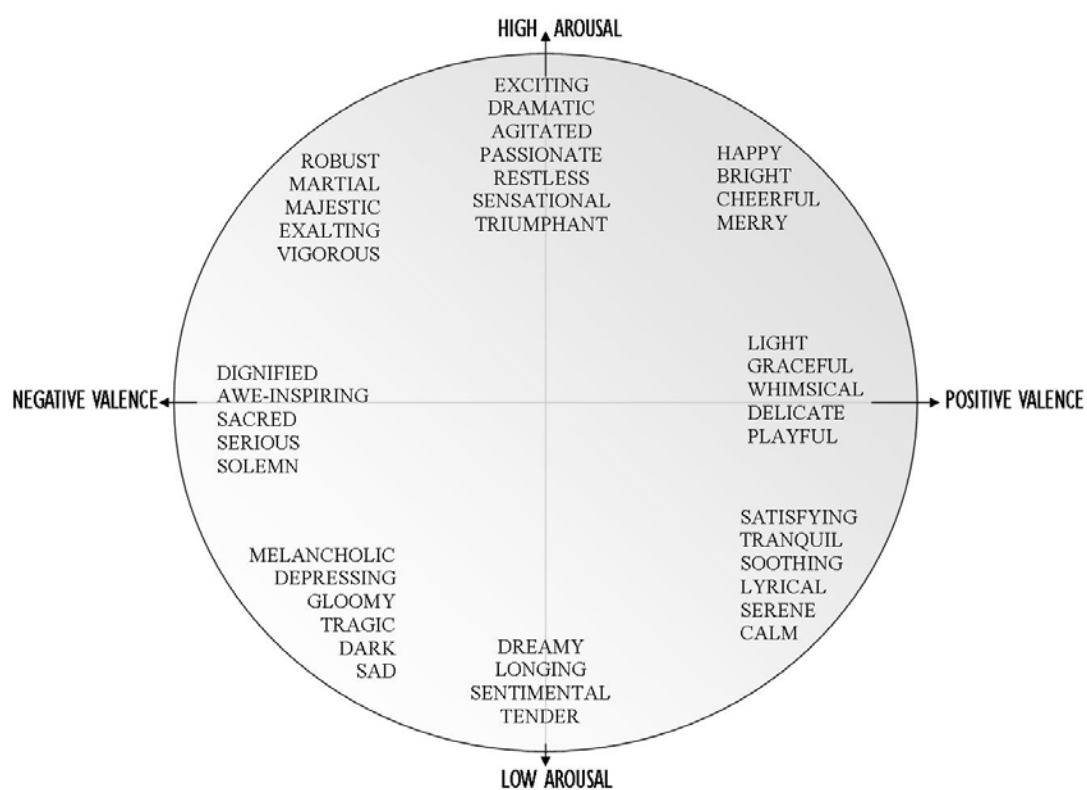 HIGH AROUSAL
EXCITING
DRAMATIC
AGITATED
PASSIONATE
RESTLESS
SENSATIONAL
TRIUMPHANT
ROBUST
MARTIAL
MAJESTIC
EXALTING
VIGOROUS
HAPPY
BRIGHT
CHEERFUL
MERRY
NEGATIVE VALENCE
DIGNIFIED
AWE-INSPIRING
SACRED
SERIOUS
SOLEMN
LIGHT
GRACEFUL
WHIMSICAL
DELICATE
PLAYFUL
POSITIVE VALENCE
MELANCHOLIC
DEPRESSING
GLOOMY
TRAGIC
DARK
SAD
DREAMY
LONGING
SENTIMENTAL
TENDER
SATISFYING
TRANQUIL
SOOTHING
LYRICAL
SERENE
CALM
LOW AROUSAL